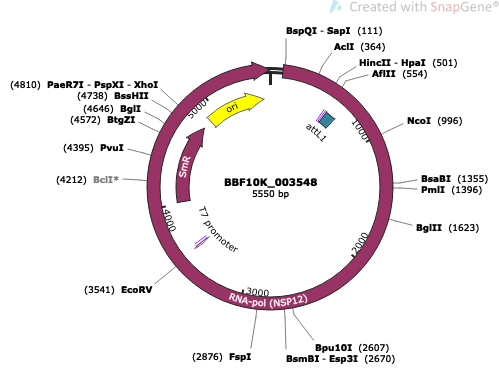 Created with SnapGene®
BspQI - SapI (111)
AclI (364)
HincII - HpaI (501)
AflII (554)
(4810) PaeR7I - PspXI - XhoI
(4738) BssHII
(4646) BglI
(4572) BtgZI
NcoI (996)
(4395) PvuI
(4212) BclI*
BsaBI (1355)
PmlI (1396)
BglII (1623)
(3541) EcoRV
Bpu10I (2607)
(2876) FspI
BsmBI - Esp3I (2670)
BBF10K_003548
5550 bp
ori
attL1
SmR
T7 promoter
RNA-pol (NSP12)
1000
2000
3000
4000
5000